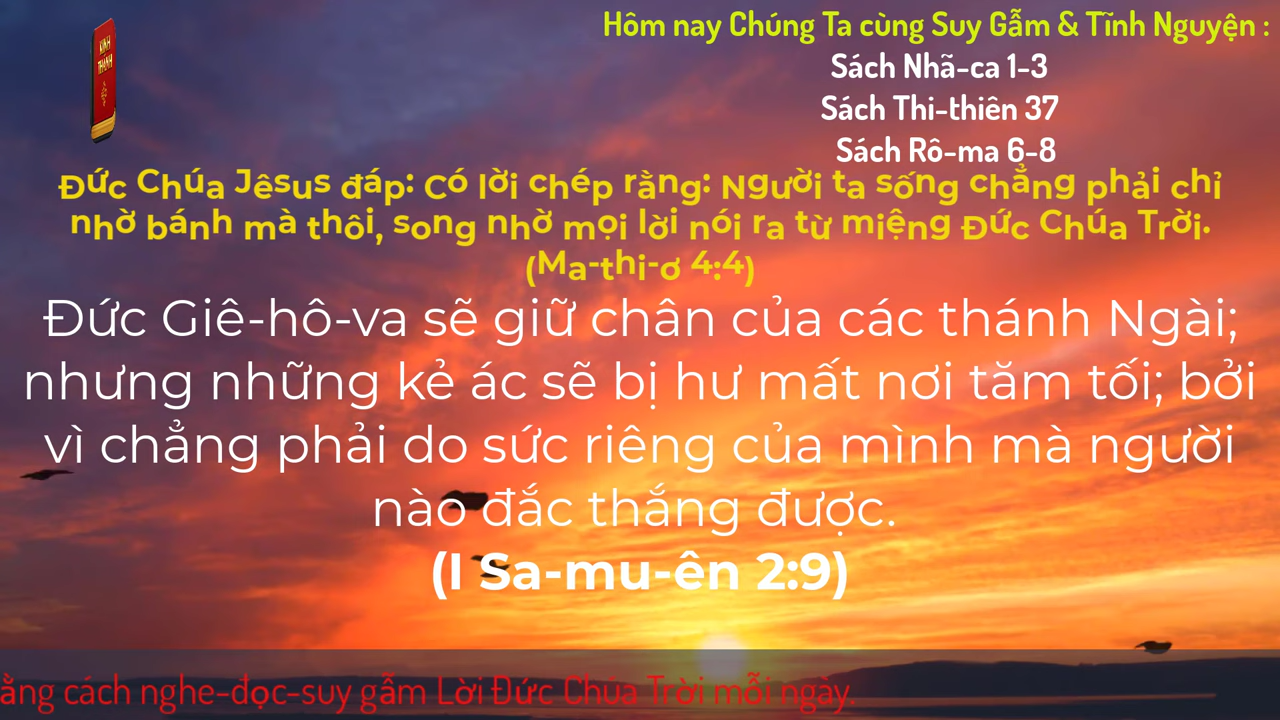 KINH
THÁNH
Hôm nay Chúng Ta cùng Suy Gẫm & Tĩnh Nguyện :
Sách Nhã-ca 1-3
Sách Thi-thiên 37
Sách Rô-ma 6-8
Đức Chúa Jêsus đáp: Có lời chép rằng: Người ta sống chẳng phải chỉ
nhờ bánh mà thôi, song nhờ mọi lời nói ra từ miệng Đức Chúa Trời.
(Ma-thi-ơ 4:4)
Đức Giê-hô-va sẽ giữ chân của các thánh Ngài;
nhưng những kẻ ác sẽ bị hư mất nơi tăm tối; bởi
vì chẳng phải do sức riêng của mình mà người
nào đắc thắng được.
(I Sa-mu-ên 2:9)
ằng cách nghe-đọc-suy gẫm Lời Đức Chúa Trời mỗi ngày.